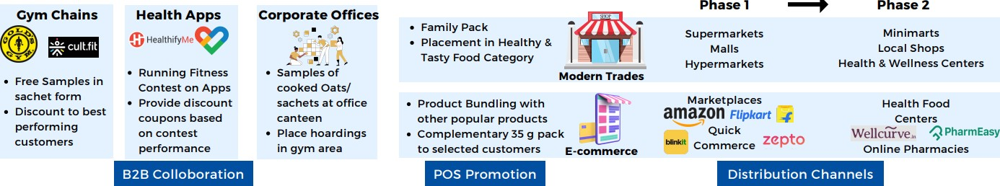 Gym Chains
GOLD'S
GYM
cult.fit
Free Samples in
sachet form
Discount to best
performing
customers
Health Apps
HealthifyMe
Running Fitness
Contest on Apps
Provide discount
coupons based
on contest
performance
Corporate Offices
Samples of
cooked Oats/
sachets at office
canteen
Place hoardings
in gym area
B2B Colloboration
Family Pack
Placement in Healthy &
Tasty Food Category
SHOP
Modern Trades
Product Bundling with
other popular products
Complementary 35 g pack
to selected customers
E-commerce
POS Promotion
Phase 1
Supermarkets
Malls
Hypermarkets
Marketplaces
amazon Flipkart
Quick
Commerce
blinkit
zepto
Phase 2
Minimarts
Local Shops
Health & Wellness Centers
Health Food
Centers
Wellcurve.in
PharmEasy
Online Pharmacies
Distribution Channels